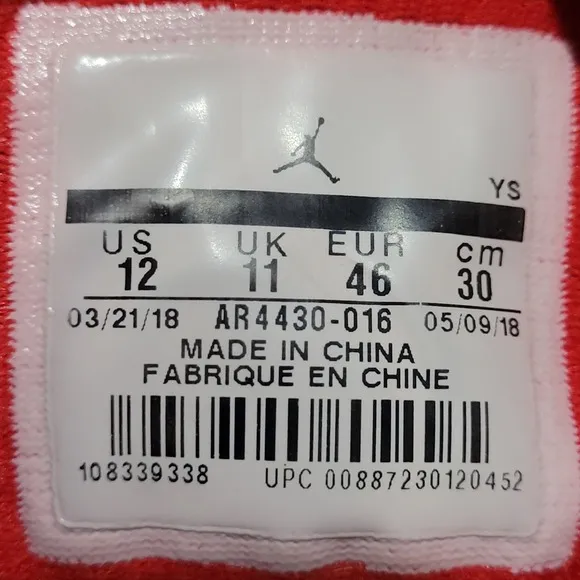 YS
US UK EUR cm
12 11 46 30
03/21/18 AR4430-016 05/09/18
MADE IN CHINA
FABRIQUE EN CHINE
108339338 UPC 00887230120452